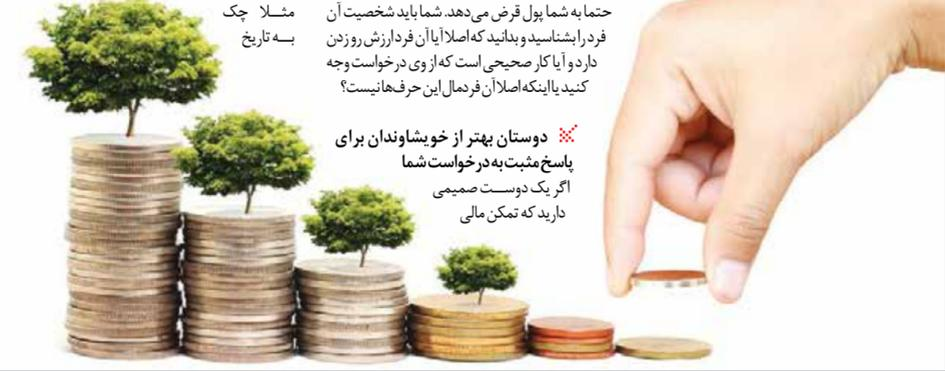 حتما به شما پول قرض می‌دهد. شما باید شخصیت آن
فرد را بشناسید و بدانید که اصلا آیا آن فرد ارزش رو زدن
دارد و آیا کار صحیحی است که از وی درخواست وجه
کنید یا اینکه اصلا آن فرد مال این حرف‌ها نیست؟
دوستان بهتر از خویشاوندان برای
پاسخ مثبت به درخواست شما
اگر یک دوست صمیمی
دارید که تمکن مالی
مثلا چک
به تاریخ